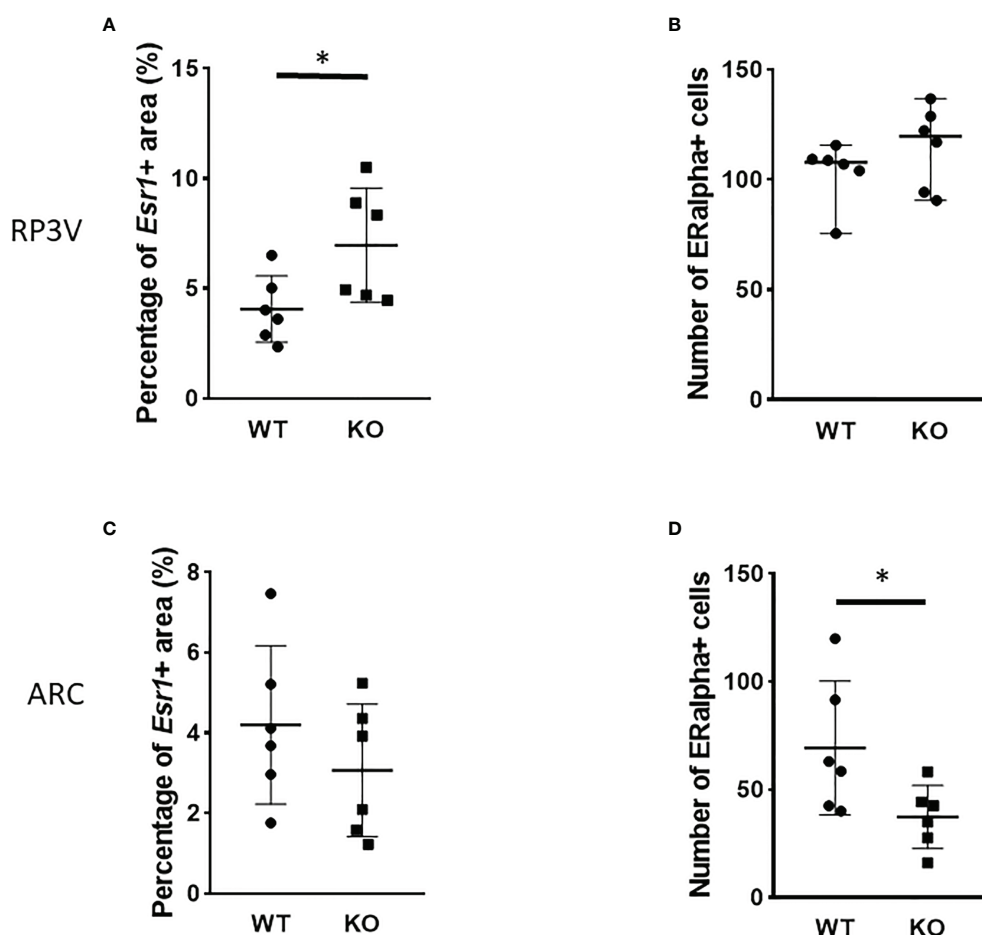 A
Percentage of Esr1+ area (%)
15
10
5
0
*
WT
KO
RP3V
B
Number of ERalpha+ cells
150
100
50
0
WT
KO
C
Percentage of Esr1+ area (%)
8
6
4
2
0
WT
KO
ARC
D
Number of ERalpha+ cells
150
100
50
0
*
WT
KO